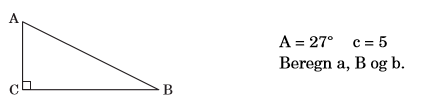 A
C
B
A = 27° c = 5
Beregn a, B og b.